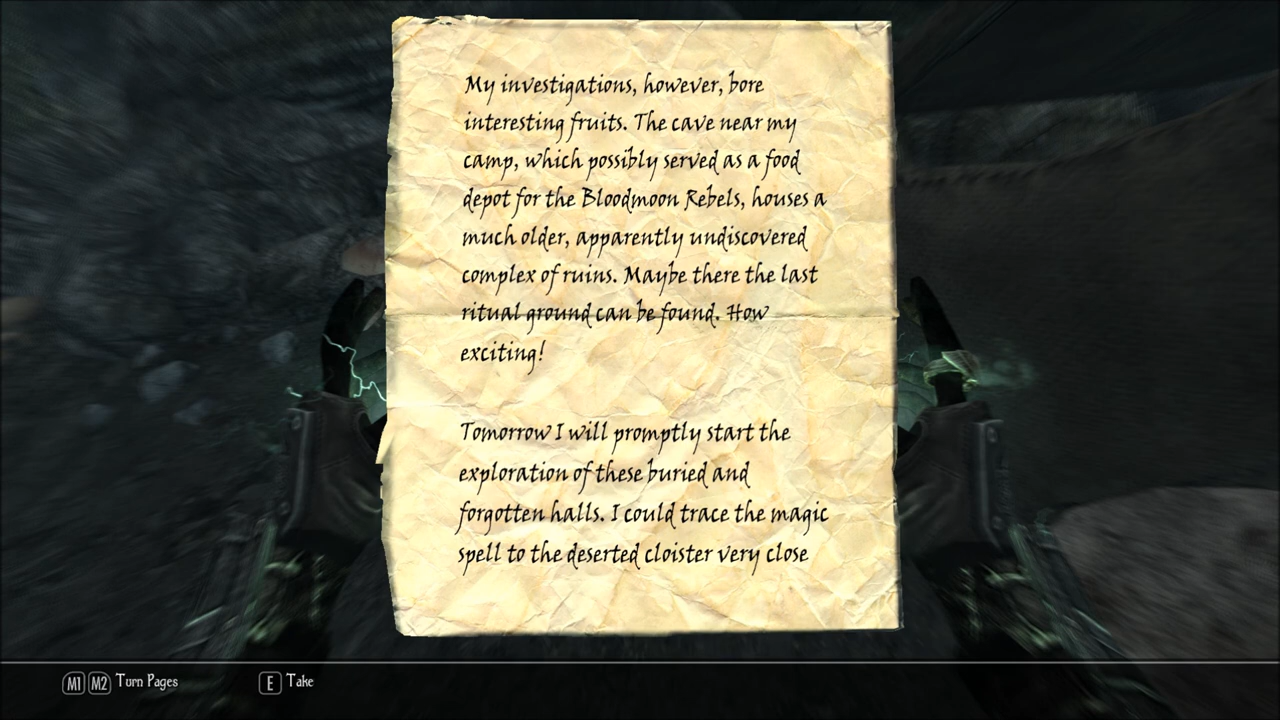 My investigations, however, bore
interesting fruits. The cave near my
camp, which possibly served as a food
depot for the Bloodmoon Rebels, houses a
much older, apparently undiscovered
complex of ruins. Maybe there the last
ritual ground can be found. How
exciting!
Tomorrow I will promptly start the
exploration of these buried and
forgotten halls. I could trace the magic
spell to the deserted cloister very close
M1 M2 Turn Pages
E Take